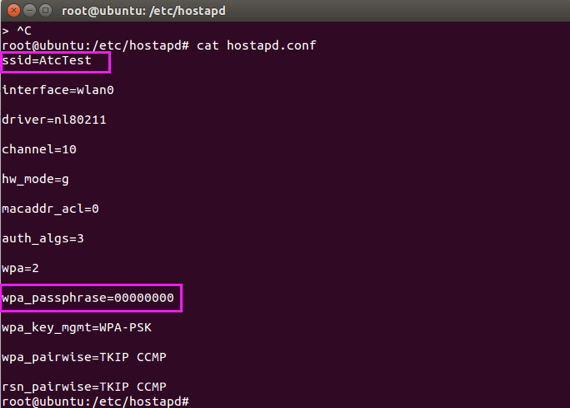 root@ubuntu: /etc/hostapd
> ^C
root@ubuntu:/etc/hostapd# cat hostapd.conf
ssid=AtcTest
interface=wlan0
driver=nl80211
channel=10
hw_mode=g
macaddr_acl=0
auth_algs=3
wpa=2
wpa_passphrase=00000000
wpa_key_mgmt=WPA-PSK
wpa_pairwise=TKIP CCMP
rsn_pairwise=TKIP CCMP
root@ubuntu:/etc/hostapd#